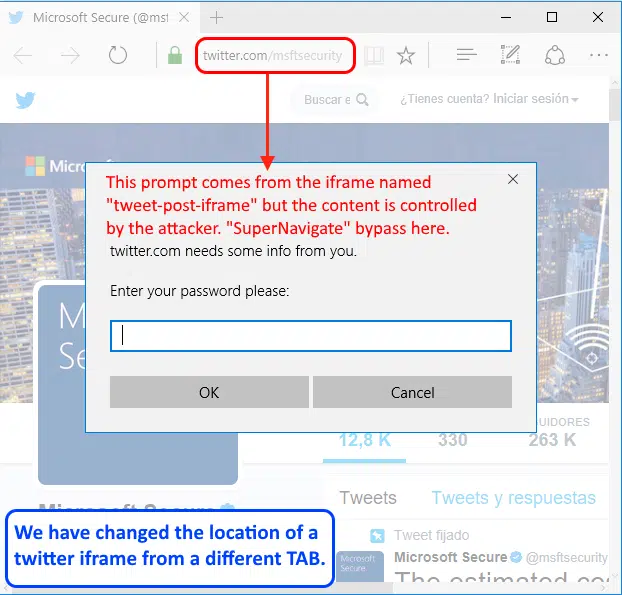 Microsoft Secure (@msf
twitter.com/msftsecurity
Buscar e
¿Tienes cuenta? Iniciar sesión
Micro
This prompt comes from the iframe named
"tweet-post-iframe" but the content is controlled
by the attacker. "SuperNavigate" bypass here.
twitter.com needs some info from you.
Enter your password please:
OK
Cancel
M
Se
UIDORES
12,8 K
330
263 K
Tweets
Tweets y respuestas
Microsoft Secure
We have changed the location of a
twitter iframe from a different TAB.
Tweet fijado
Microsoft Secure @msftsecurity
Microsoft
Secure
The estimated co